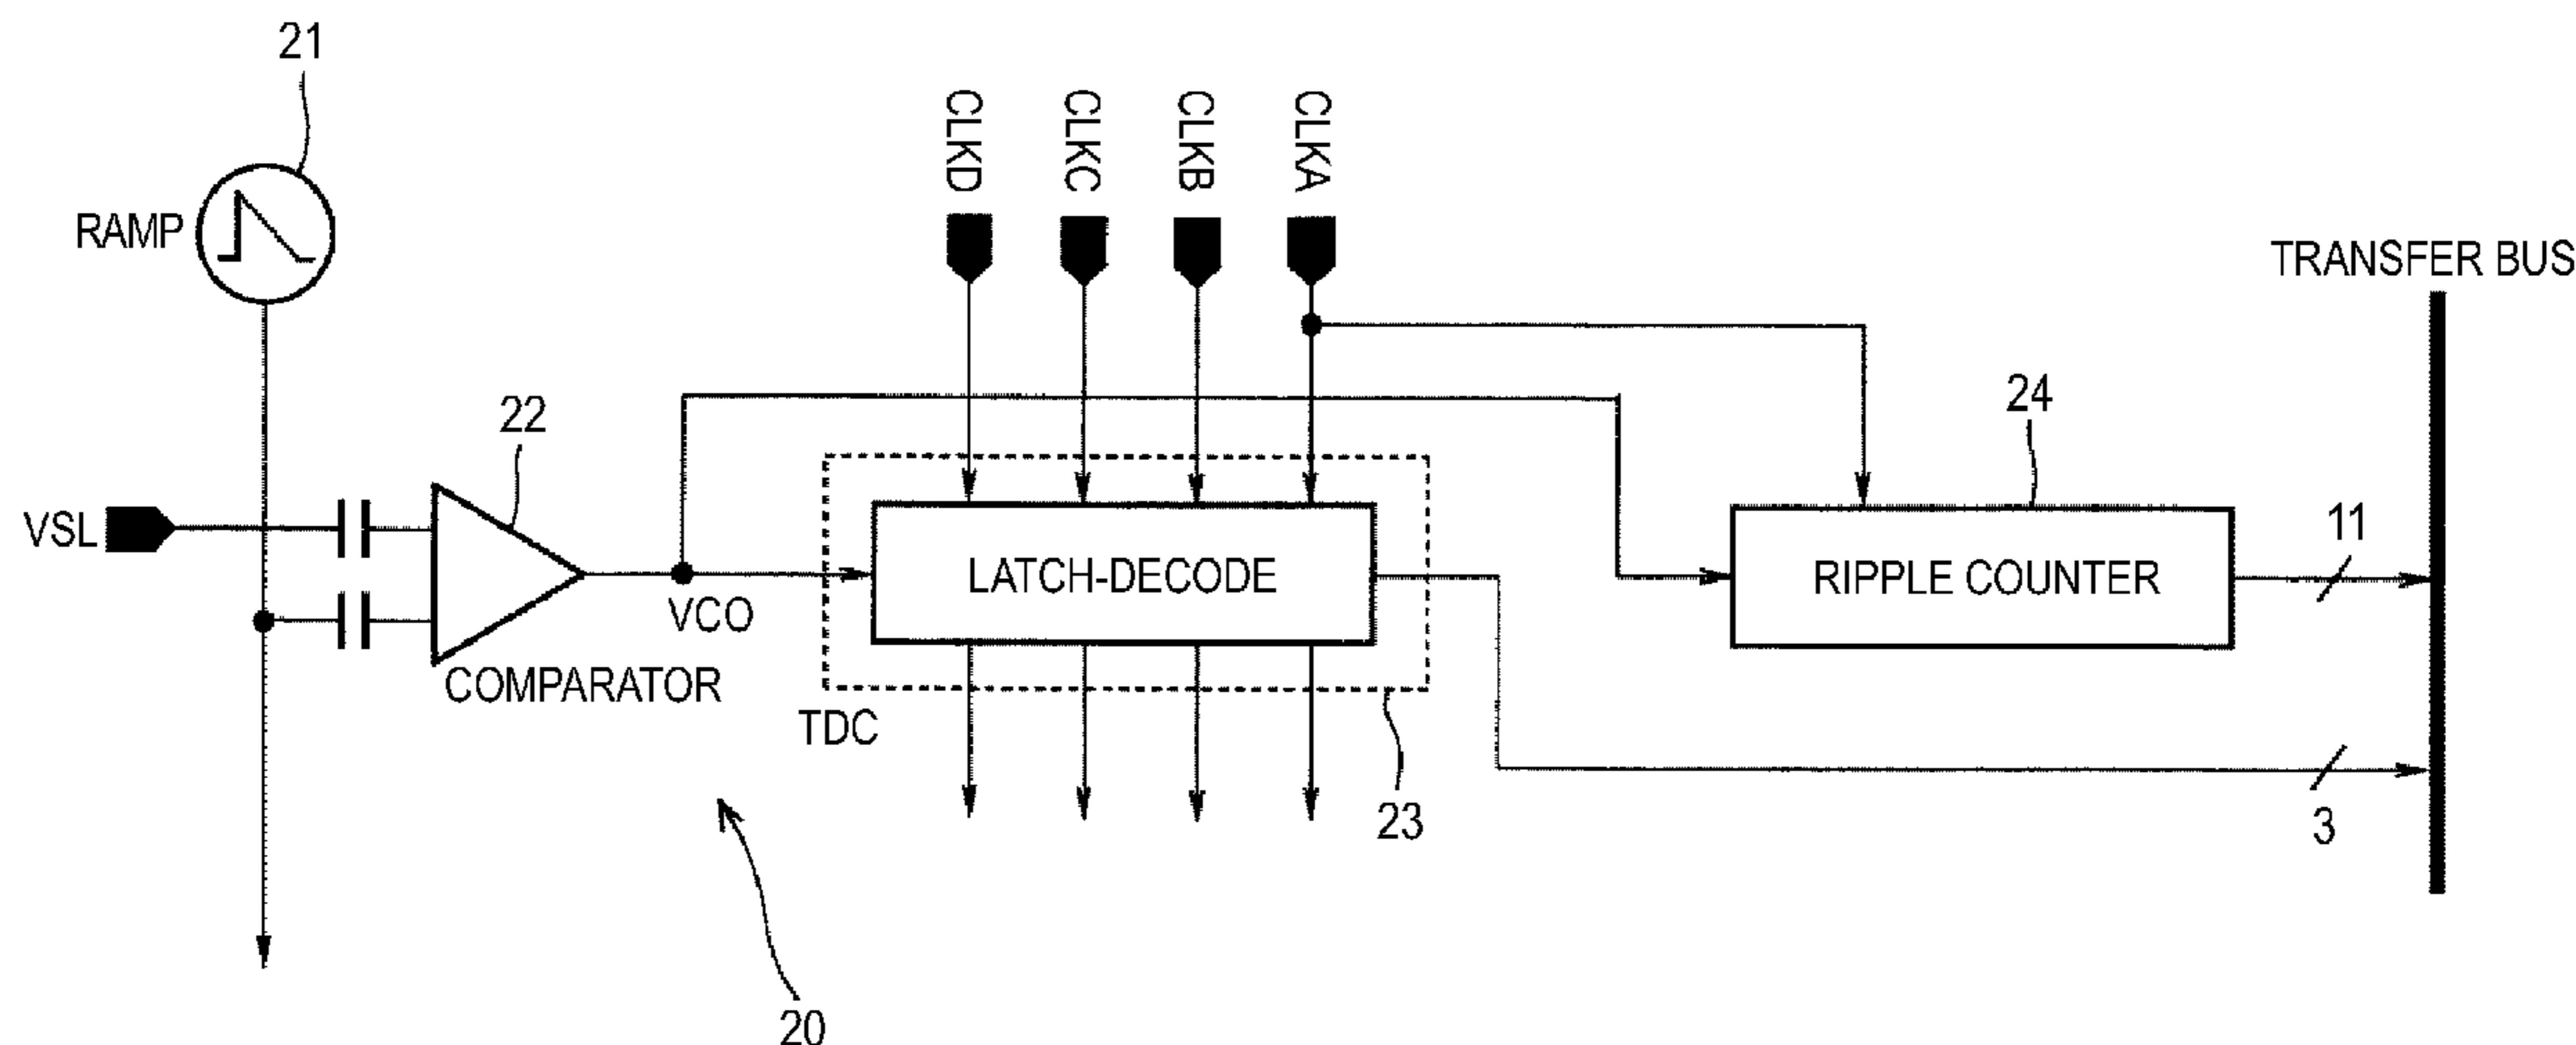 21
CLKD
CLKC
CLKB
CLKA
RAMP
TRANSFER BUS
22
24
VSL
11
LATCH-DECODE
RIPPLE COUNTER
VCO
COMPARATOR
TDC
23
3
20